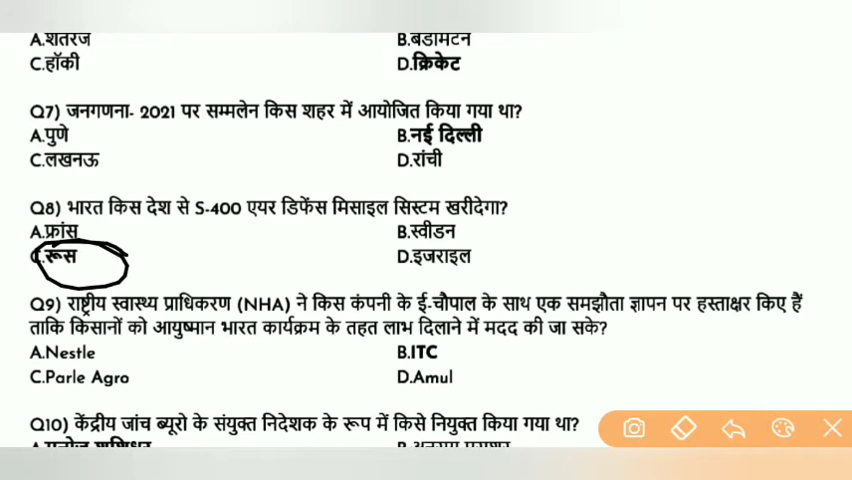 A.शतरंज B.बैडमिंटन
C.हॉकी D.क्रिकेट
Q7) जनगणना- 2021 पर सम्मलेन किस शहर में आयोजित किया गया था?
A.पुणे B.नई दिल्ली
C.लखनऊ D.रांची
Q8) भारत किस देश से S-400 एयर डिफेंस मिसाइल सिस्टम खरीदेगा?
A.फ्रांस B.स्वीडन
C.रूस D.इजराइल
Q9) राष्ट्रीय स्वास्थ्य प्राधिकरण (NHA) ने किस कंपनी के ई-चौपाल के साथ एक समझौता ज्ञापन पर हस्ताक्षर किए हैं
ताकि किसानों को आयुष्मान भारत कार्यक्रम के तहत लाभ दिलाने में मदद की जा सके?
A.Nestle B.ITC
C.Parle Agro D.Amul
Q10) केंद्रीय जांच ब्यूरो के संयुक्त निदेशक के रूप में किसे नियुक्त किया गया था?